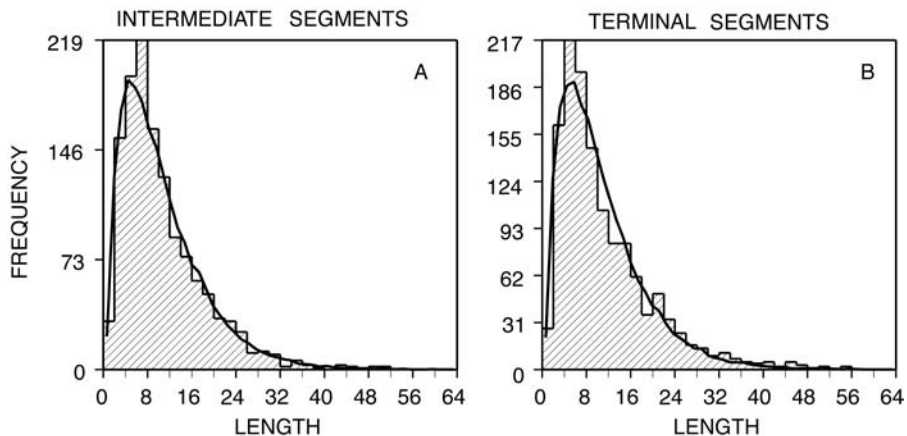 INTERMEDIATE SEGMENTS
TERMINAL SEGMENTS
A
B
FREQUENCY
219
146
73
0
0 8 16 24 32 40 48 56 64
LENGTH
217
186
155
124
93
62
31
0
0 8 16 24 32 40 48 56 64
LENGTH